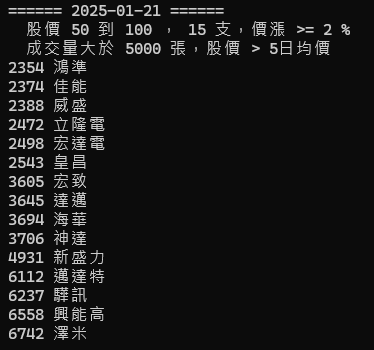 ====== 2025-01-21 ======
股價 50 到 100 , 15 支,價漲 >= 2 %
成交量大於 5000 張,股價 > 5日均價
2354 鴻準
2374 佳能
2388 威盛
2472 立隆電
2498 宏達電
2543 皇昌
3605 宏致
3645 達邁
3694 海華
3706 神達
4931 新盛力
6112 邁達特
6237 驊訊
6558 興能高
6742 澤米